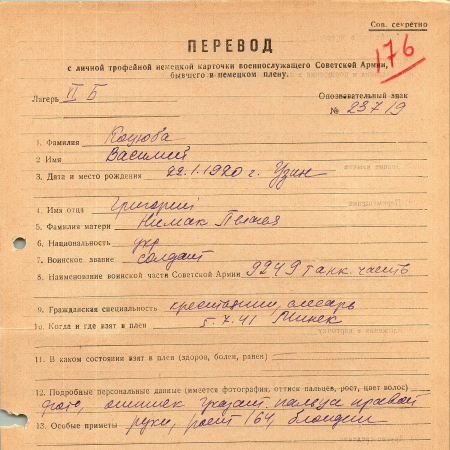 Сов. секретно
ПЕРЕВОД
176
с личной трофейной немецкой карточки военнослужащего Советской Армии,
бывшего в немецком плену.
Лагерь II Б
Опознавательный знак
№ 23719
1. Фамилия Коцюба
2 Имя Василий
3. Дата и место рождения 22.1.1920 г. Узин
4. Имя отца Григорий
5. Фамилия матери Нимак
6. Национальность укр
7. Воинское звание солдат
8. Наименование воинской части Советской Армии 9249 танк. часть
9. Гражданская специальность крестьянин, слесарь
10. Когда и где взят в плен 5.7.41 Минск
11. В каком состоянии взят в плен (здоров, болен, ранен)
12. Подробные персональные данные (имеется фотография, оттиск пальцев, рост, цвет волос)
фото, оттиск указат. пальца правой
13. Особые приметы руки, рост 164, блондин